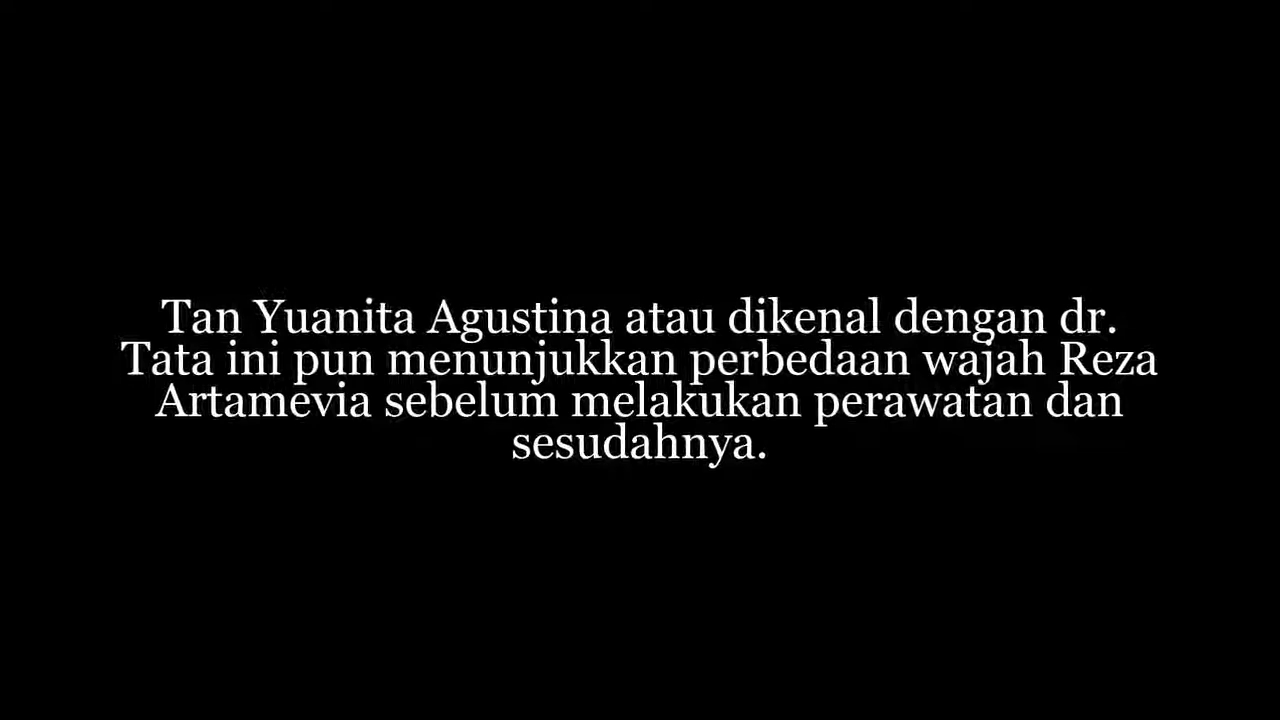 Tan Yuanita Agustina atau dikenal dengan dr.
Tata ini pun menunjukkan perbedaan wajah Reza
Artamevia sebelum melakukan perawatan dan
sesudahnya.